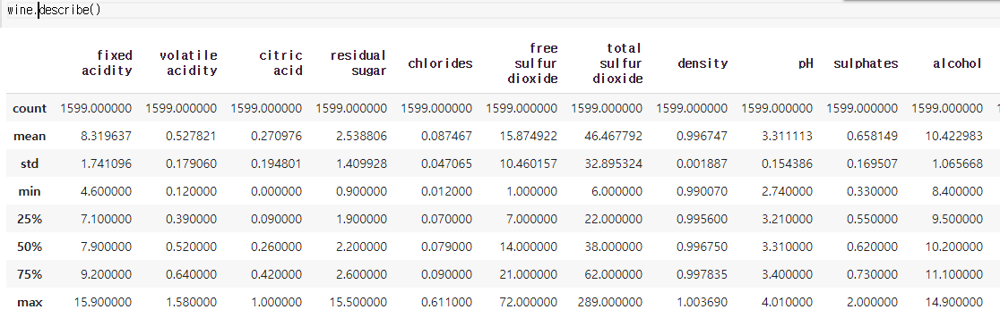 wine.describe()
fixed acidity volatile acidity citric acid residual sugar chlorides free sulfur dioxide total sulfur dioxide density pH sulphates alcohol
count 1599.000000 1599.000000 1599.000000 1599.000000 1599.000000 1599.000000 1599.000000 1599.000000 1599.000000 1599.000000 1599.000000
mean 8.319637 0.527821 0.270976 2.538806 0.087467 15.874922 46.467792 0.996747 3.311113 0.658149 10.422983
std 1.741096 0.179060 0.194801 1.409928 0.047065 10.460157 32.895324 0.001887 0.154386 0.169507 1.065668
min 4.600000 0.120000 0.000000 0.900000 0.012000 1.000000 6.000000 0.990070 2.740000 0.330000 8.400000
25% 7.100000 0.390000 0.090000 1.900000 0.070000 7.000000 22.000000 0.995600 3.210000 0.550000 9.500000
50% 7.900000 0.520000 0.260000 2.200000 0.079000 14.000000 38.000000 0.996750 3.310000 0.620000 10.200000
75% 9.200000 0.640000 0.420000 2.600000 0.090000 21.000000 62.000000 0.997835 3.400000 0.730000 11.100000
max 15.900000 1.580000 1.000000 15.500000 0.611000 72.000000 289.000000 1.003690 4.010000 2.000000 14.900000